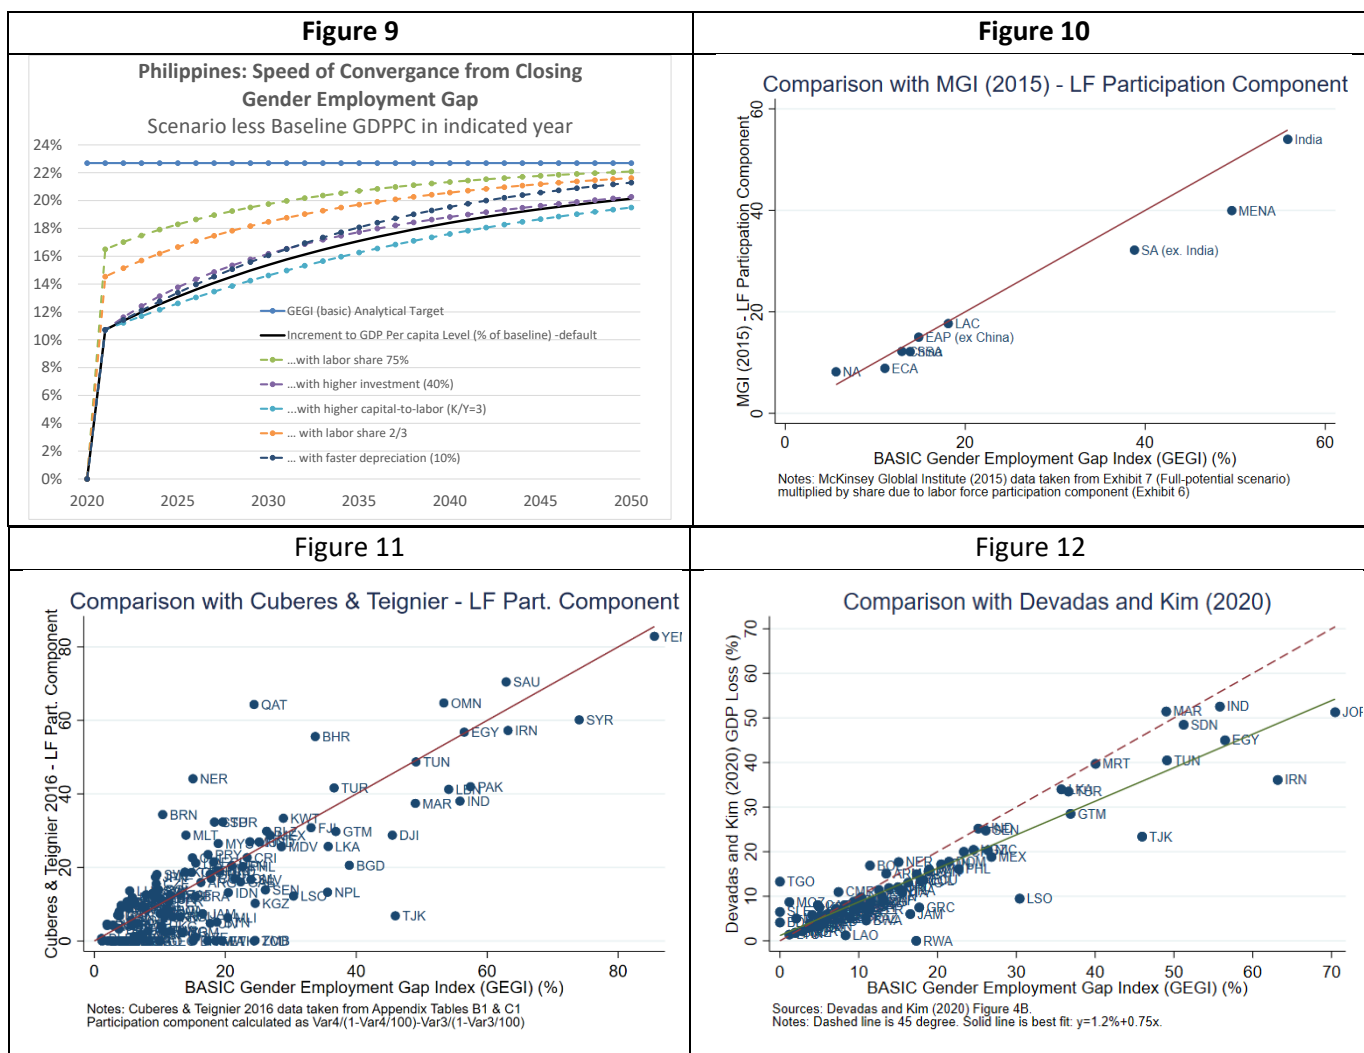 Figure 9
Philippines: Speed of Convergence from Closing
Gender Employment Gap
Scenario less Baseline GDPPC in indicated year
24%
22%
20%
18%
16%
14%
12%
10%
8%
6%
4%
2%
0%
GEGI (basic) Analytical Target
Increment to GDP Per capita Level (% of baseline) -default
...with labor share 75%
...with higher investment (40%)
...with higher capital-to-labor (K/Y=3)
... with labor share 2/3
... with faster depreciation (10%)
2020 2025 2030 2035 2040 2045 2050
Figure 10
Comparison with MGI (2015) - LF Participation Component
MGI (2015) - LF Participation Component
60
40
20
0
India
MENA
SA (ex. India)
LAC
EAP (ex China)
ECA
NA
0 20 40 60
BASIC Gender Employment Gap Index (GEGI) (%)
Notes: McKinsey Globlal Institute (2015) data taken from Exhibit 7 (Full-potential scenario)
multiplied by share due to labor force participation component (Exhibit 6)
Figure 11
Comparison with Cuberes & Teignier - LF Part. Component
Cuberes & Teignier 2016 - LF Part. Component
80
60
40
20
0
YEM
SAU
QAT
OMN
SYR
EGY
IRN
BHR
TUN
NER
TUR
LBN
PAK
IND
MAR
BRN
KWT
FJI
GTM
DJI
MLT
MDV
LKA
PRY
CRI
BGD
IDN
SEN
LSO
NPL
KGZ
TJK
0 20 40 60 80
BASIC Gender Employment Gap Index (GEGI) (%)
Notes: Cuberes & Teignier 2016 data taken from Appendix Tables B1 & C1
Participation component calculated as Var4/(1-Var4/100)-Var3/(1-Var3/100)
Figure 12
Comparison with Devadas and Kim (2020)
Devadas and Kim (2020) GDP Loss (%)
70
60
50
40
30
20
10
0
MAR
IND
SDN
JOR
EGY
MRT
TUN
IRN
LKA
TUR
GTM
SEN
TJK
MEX
NER
PHL
TGO
LSO
GRC
JAM
LAO
RWA
0 10 20 30 40 50 60 70
BASIC Gender Employment Gap Index (GEGI) (%)
Sources: Devadas and Kim (2020) Figure 4B.
Notes: Dashed line is 45 degree. Solid line is best fit: y=1.2%+0.75x.